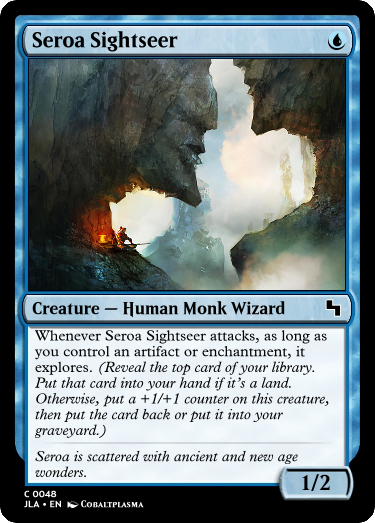 Seroa Sightseer
Creature — Human Monk Wizard
Whenever Seroa Sightseer attacks, as long as
you control an artifact or enchantment, it
explores. (Reveal the top card of your library.
Put that card into your hand if it's a land.
Otherwise, put a +1/+1 counter on this creature,
then put the card back or put it into your
graveyard.)
Seroa is scattered with ancient and new age
wonders.
1/2
C 0048
JLA • EN Cobaltplasma